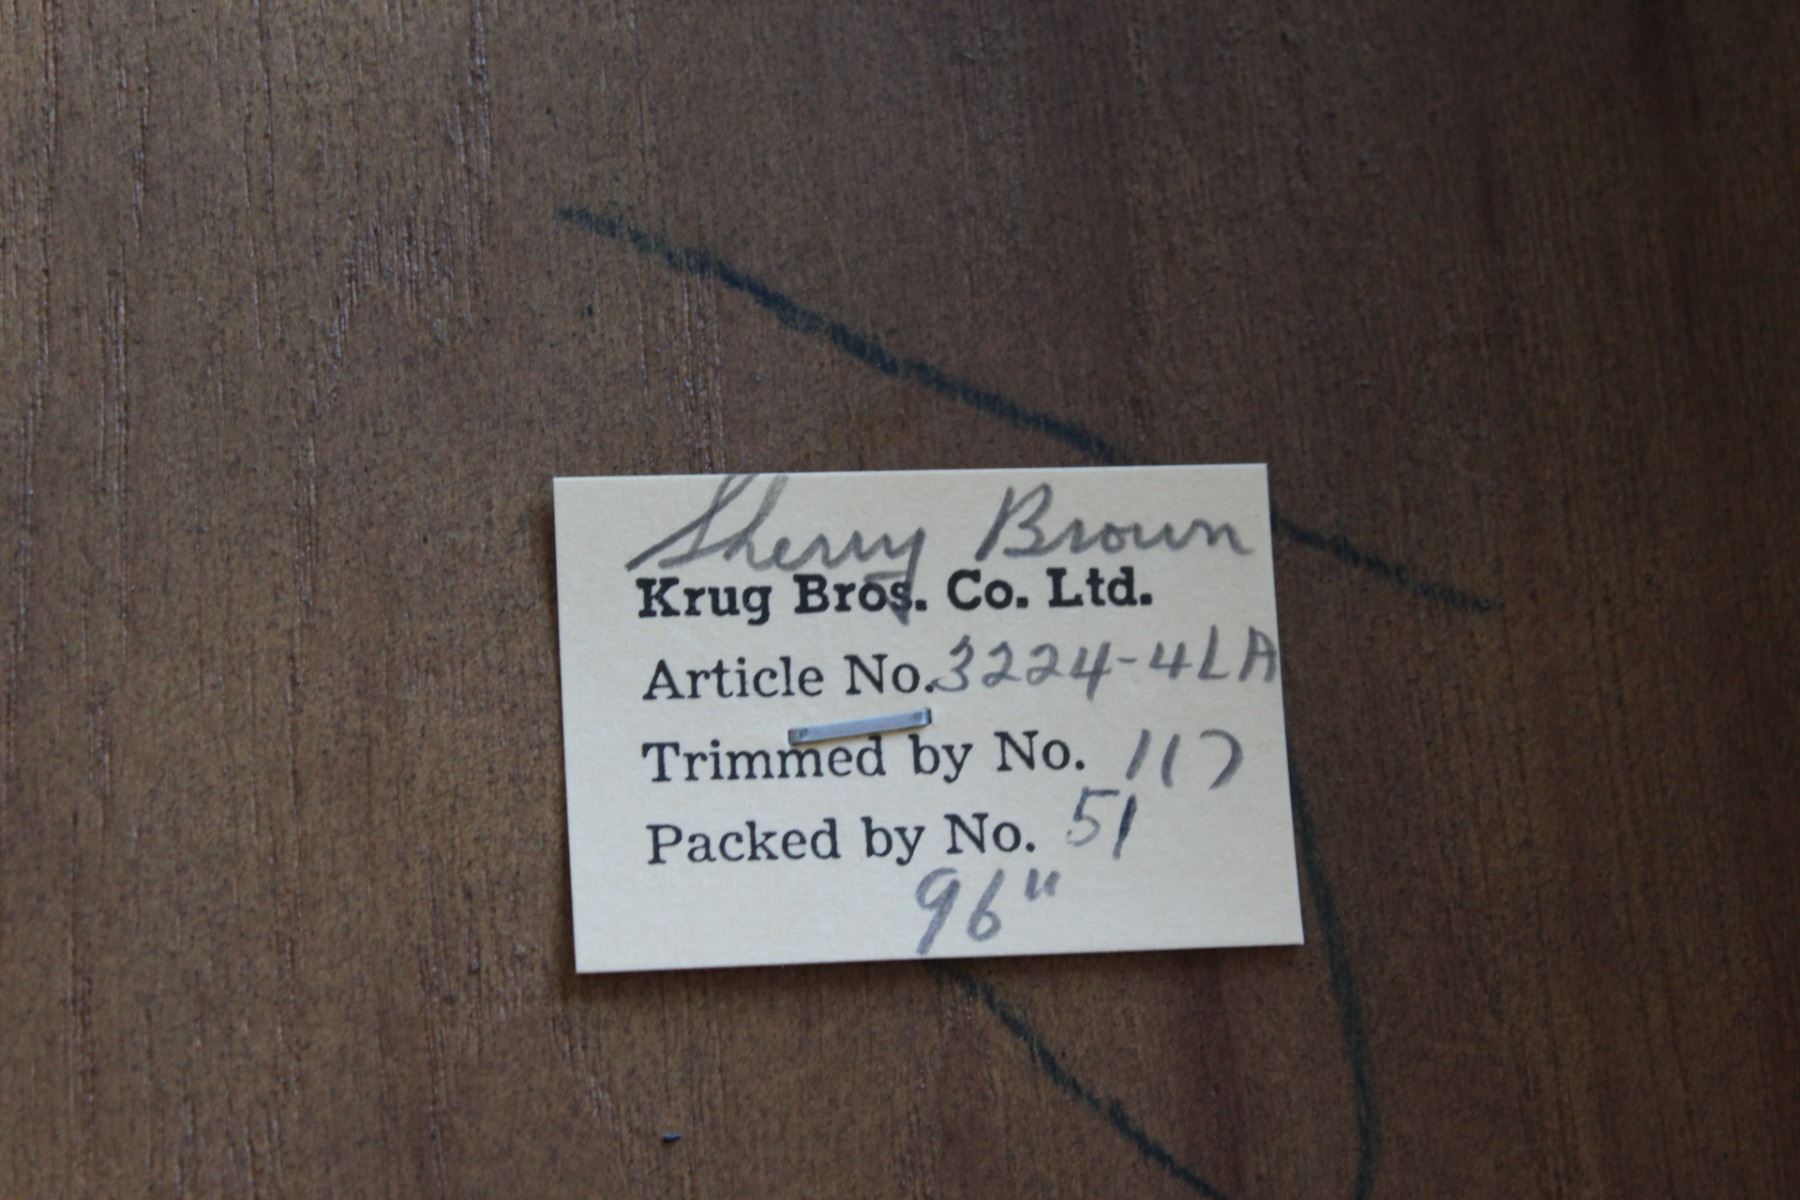 Sherry Brown
Krug Bros. Co. Ltd.
Article No. 3224-4LA
Trimmed by No. 117
Packed by No. 51
96"